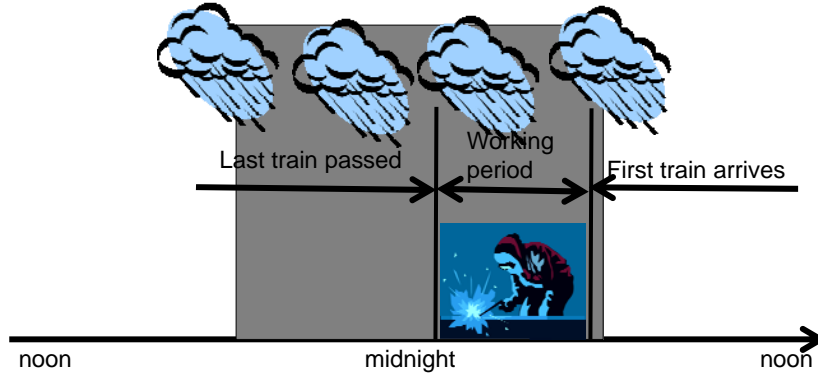 Last train passed
Working
period
First train arrives
noon
midnight
noon